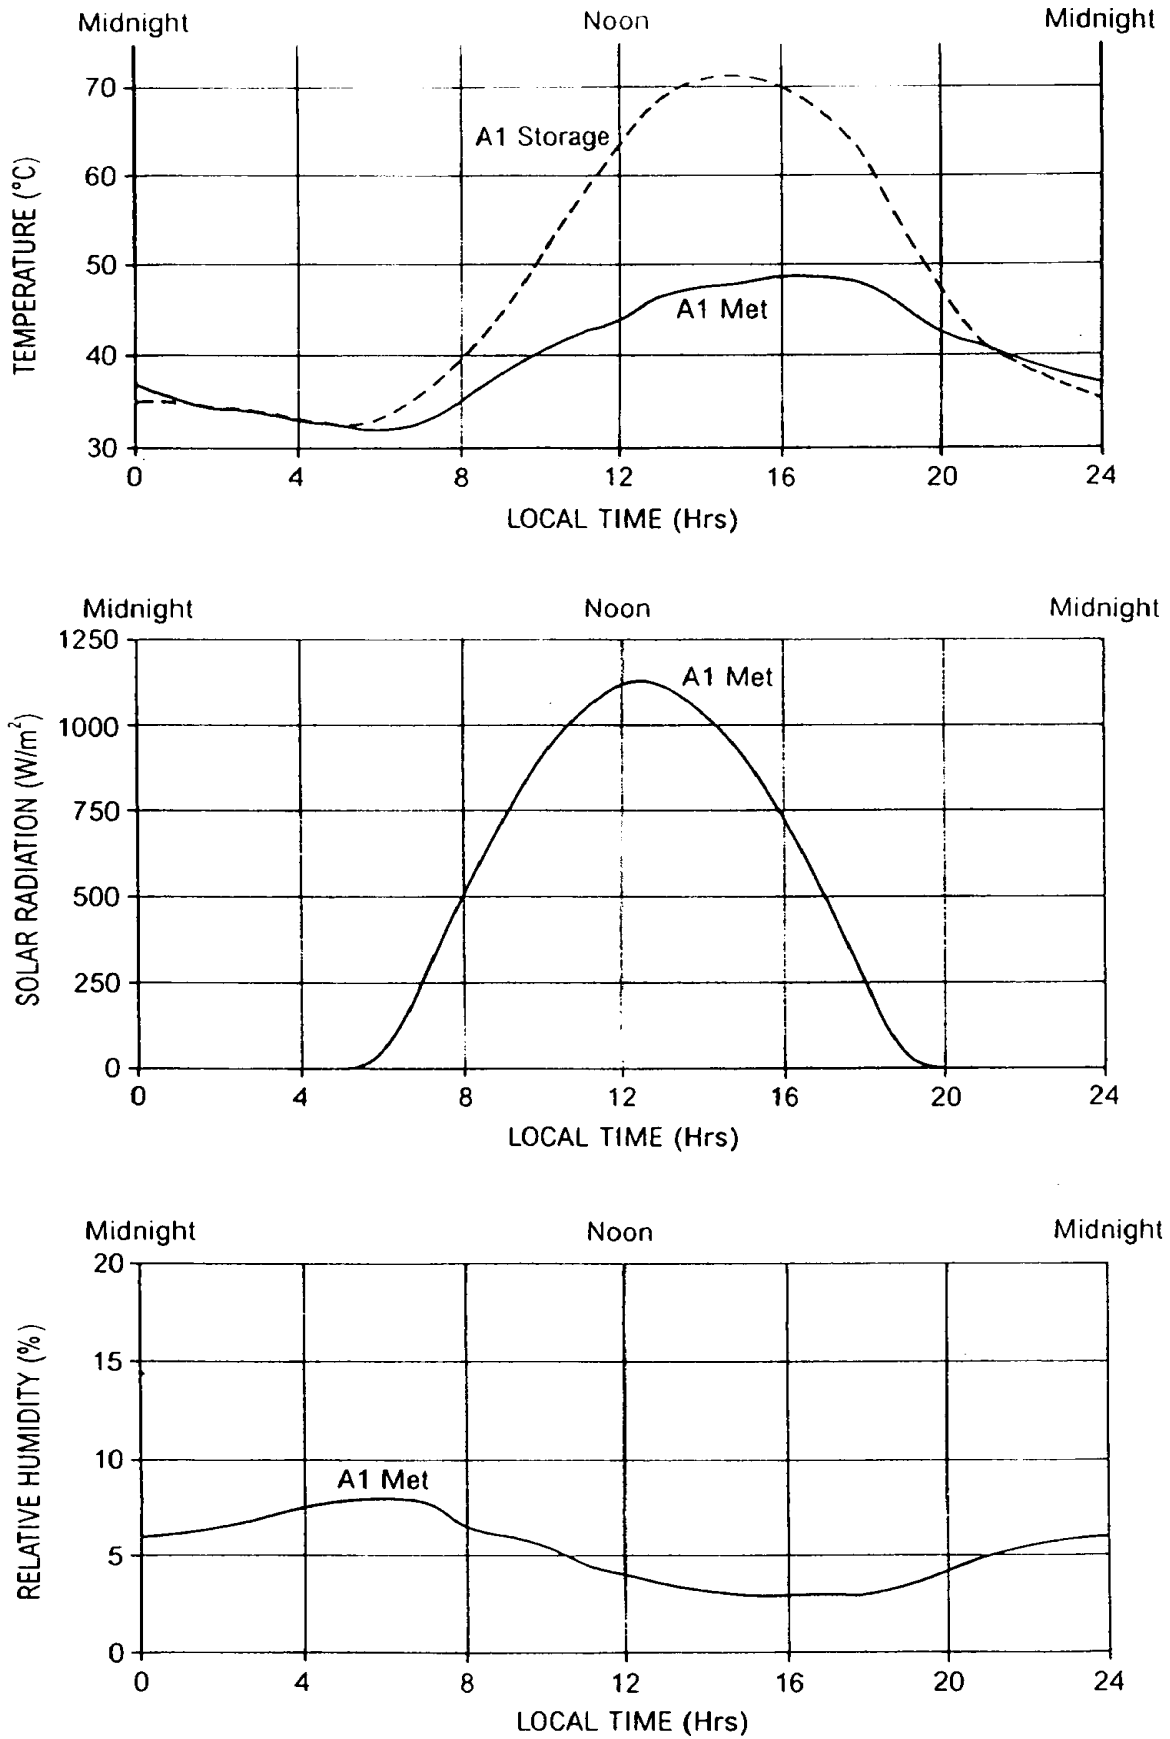 Midnight Noon Midnight
70
A1 Storage
60
TEMPERATURE (°C)
50
A1 Met
40
30
0 4 8 12 16 20 24
LOCAL TIME (Hrs)
Midnight Noon Midnight
1250
A1 Met
1000
SOLAR RADIATION (W/m²)
750
500
250
0
0 4 8 12 16 20 24
LOCAL TIME (Hrs)
Midnight Noon Midnight
20
15
RELATIVE HUMIDITY (%)
10
A1 Met
5
0
0 4 8 12 16 20 24
LOCAL TIME (Hrs)